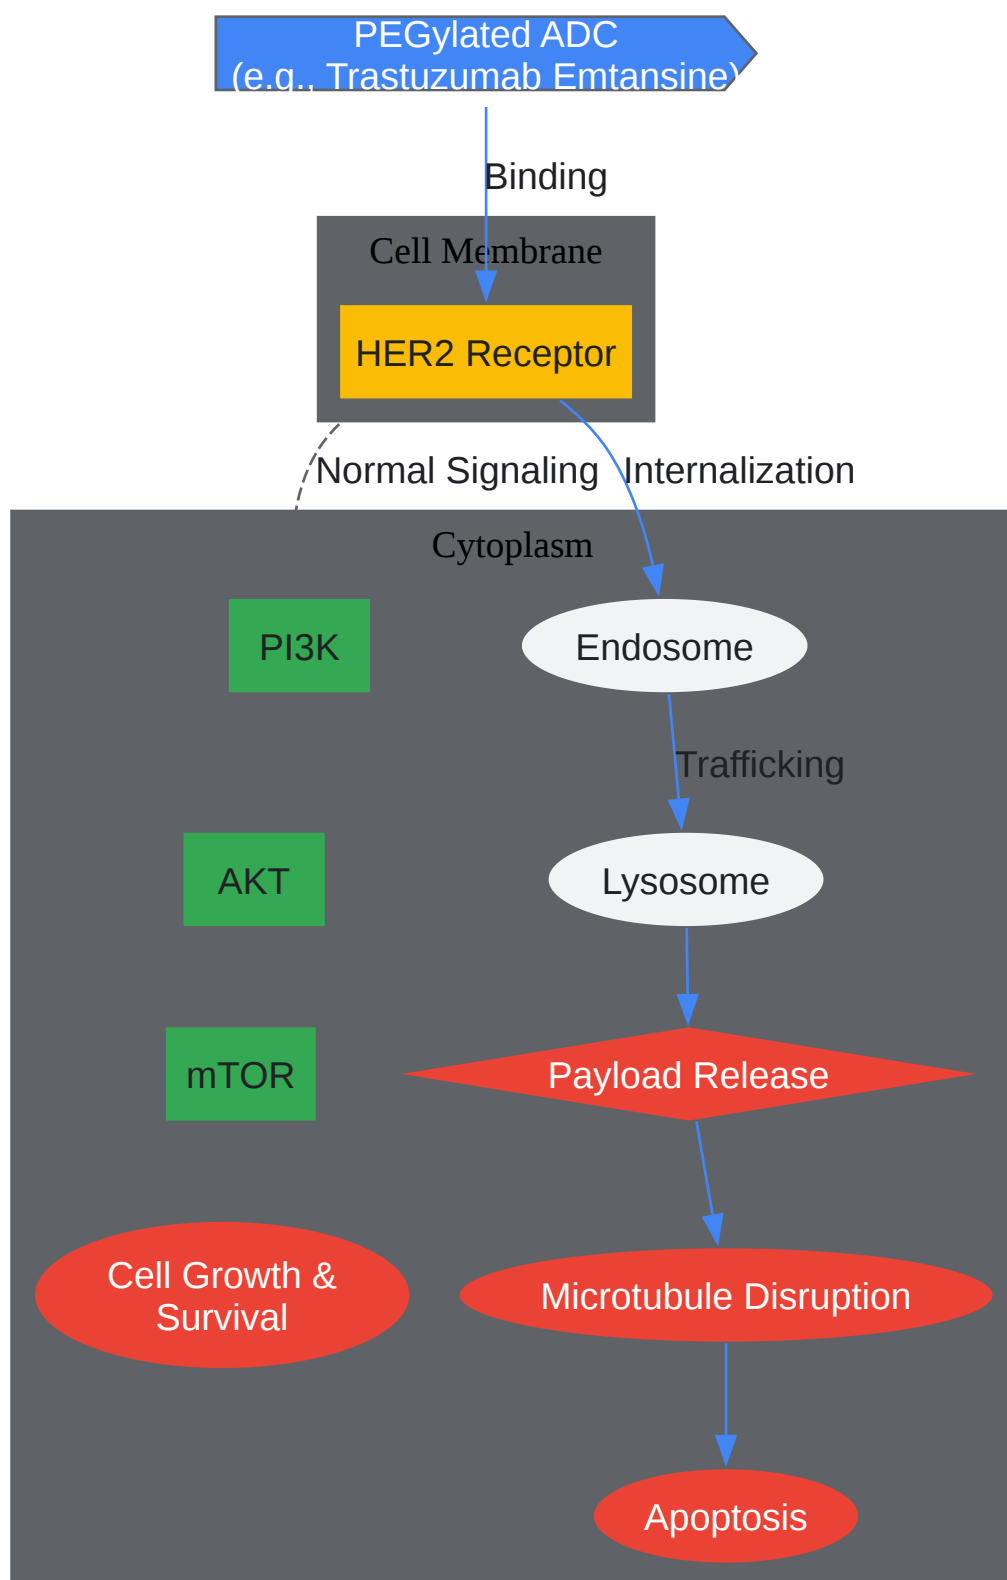 PEGylated ADC
(e.g., Trastuzumab Emtansine)
Binding
Cell Membrane
HER2 Receptor
Normal Signaling
Internalization
Cytoplasm
PI3K
Endosome
Trafficking
AKT
Lysosome
mTOR
Payload Release
Cell Growth &
Survival
Microtubule Disruption
Apoptosis